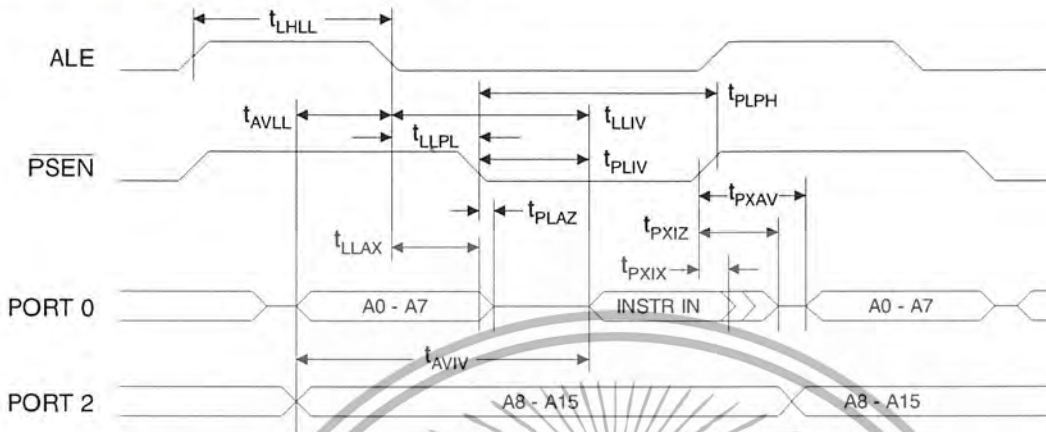 tLHLL
ALE
tPLPH
tAVLL
tLLIV
tLLPL
PSEN
tPLIV
tPXAV
tPLAZ
tLLAX
tPXIZ
tPXIX
PORT 0
A0 - A7
INSTR IN
A0 - A7
tAVIV
PORT 2
A8 - A15
A8 - A15